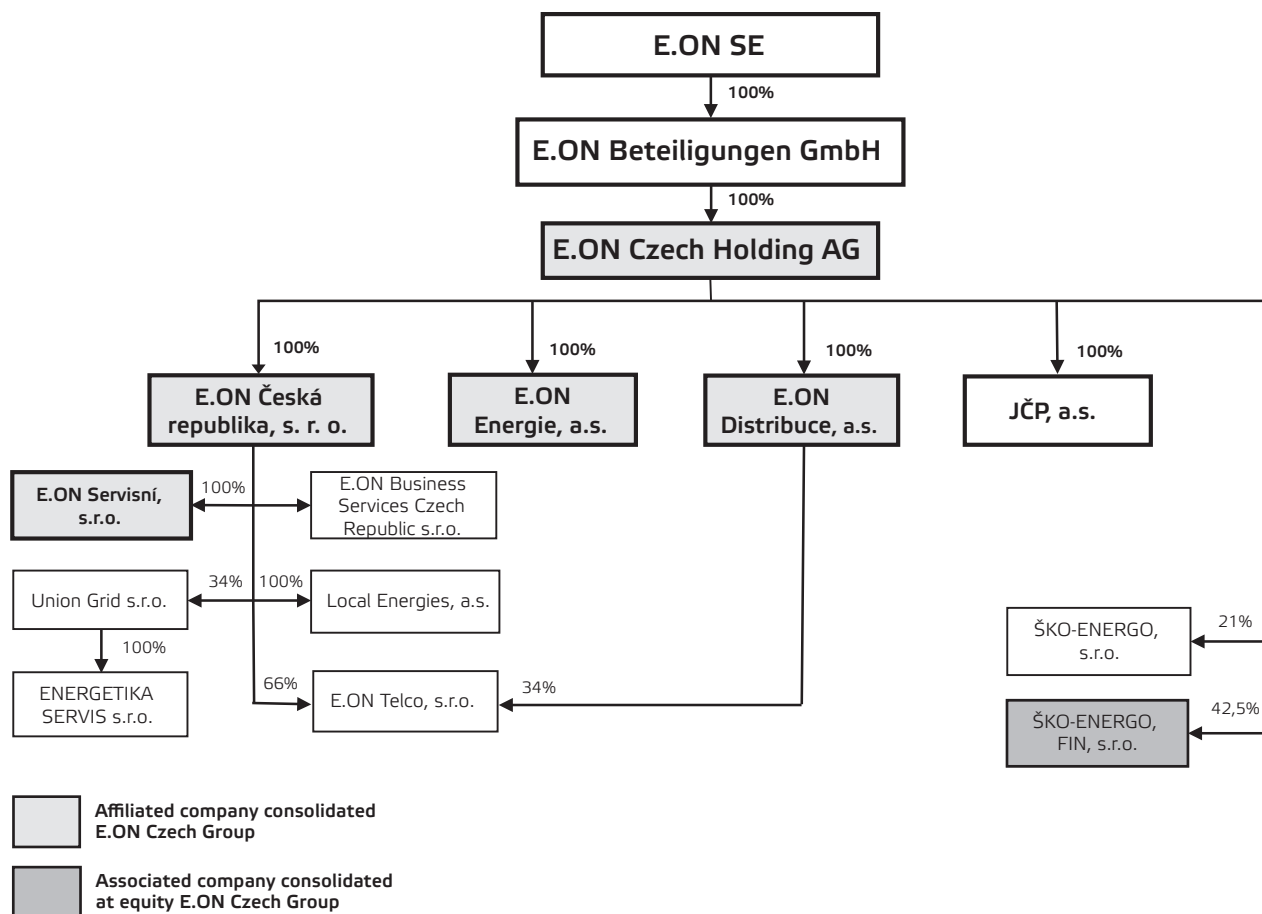 E.ON SE
100%
E.ON Beteiligungen GmbH
100%
E.ON Czech Holding AG
100%
100%
100%
100%
E.ON Česká
republika, s. r. o.
E.ON
Energie, a.s.
E.ON
Distribuce, a.s.
JČP, a.s.
E.ON Servisní,
s.r.o.
100%
E.ON Business
Services Czech
Republic s.r.o.
Union Grid s.r.o.
34%
100%
Local Energies, a.s.
100%
ŠKO-ENERGO,
s.r.o.
21%
ENERGETIKA
SERVIS s.r.o.
66%
E.ON Telco, s.r.o.
34%
ŠKO-ENERGO,
FIN, s.r.o.
42,5%
Affiliated company consolidated
E.ON Czech Group
Associated company consolidated
at equity E.ON Czech Group